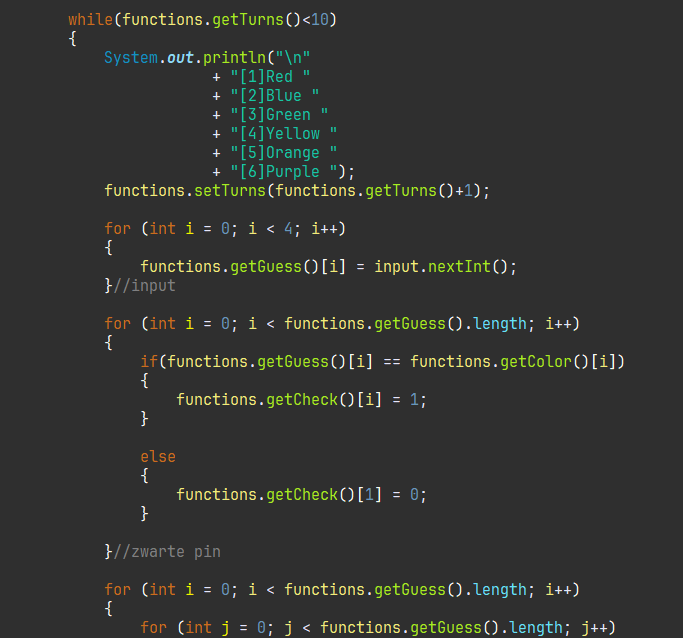 while(functions.getTurns()<10)
{
System.out.println("\n"
+ "[1]Red "
+ "[2]Blue "
+ "[3]Green "
+ "[4]Yellow "
+ "[5]Orange "
+ "[6]Purple ");
functions.setTurns(functions.getTurns()+1);
for (int i = 0; i < 4; i++)
{
functions.getGuess()[i] = input.nextInt();
}//input
for (int i = 0; i < functions.getGuess().length; i++)
{
if(functions.getGuess()[i] == functions.getColor()[i])
{
functions.getCheck()[i] = 1;
}
else
{
functions.getCheck()[1] = 0;
}
}//zwarte pin
for (int i = 0; i < functions.getGuess().length; i++)
{
for (int j = 0; j < functions.getGuess().length; j++)